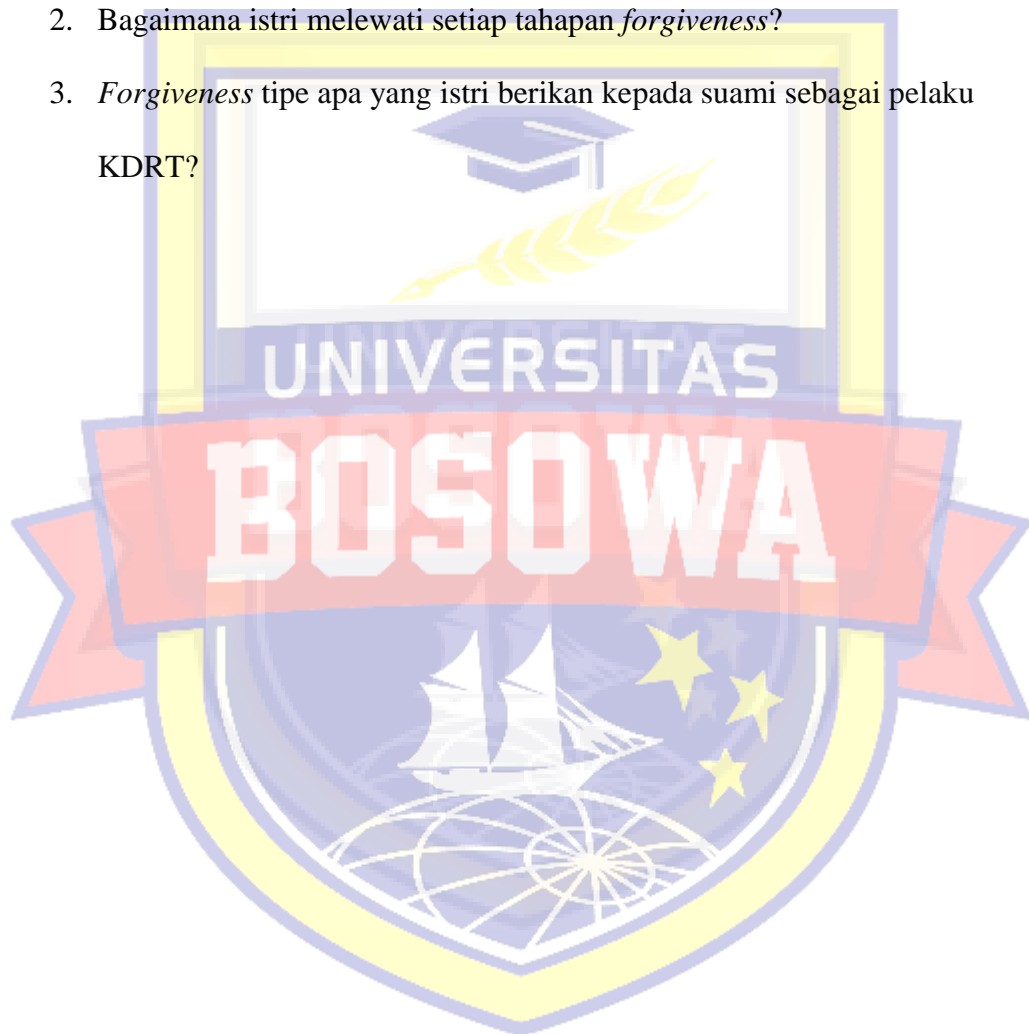 2. Bagaimana istri melewati setiap tahapan forgiveness?
3. Forgiveness tipe apa yang istri berikan kepada suami sebagai pelaku
KDRT?
UNIVERSITAS
BOSOWA